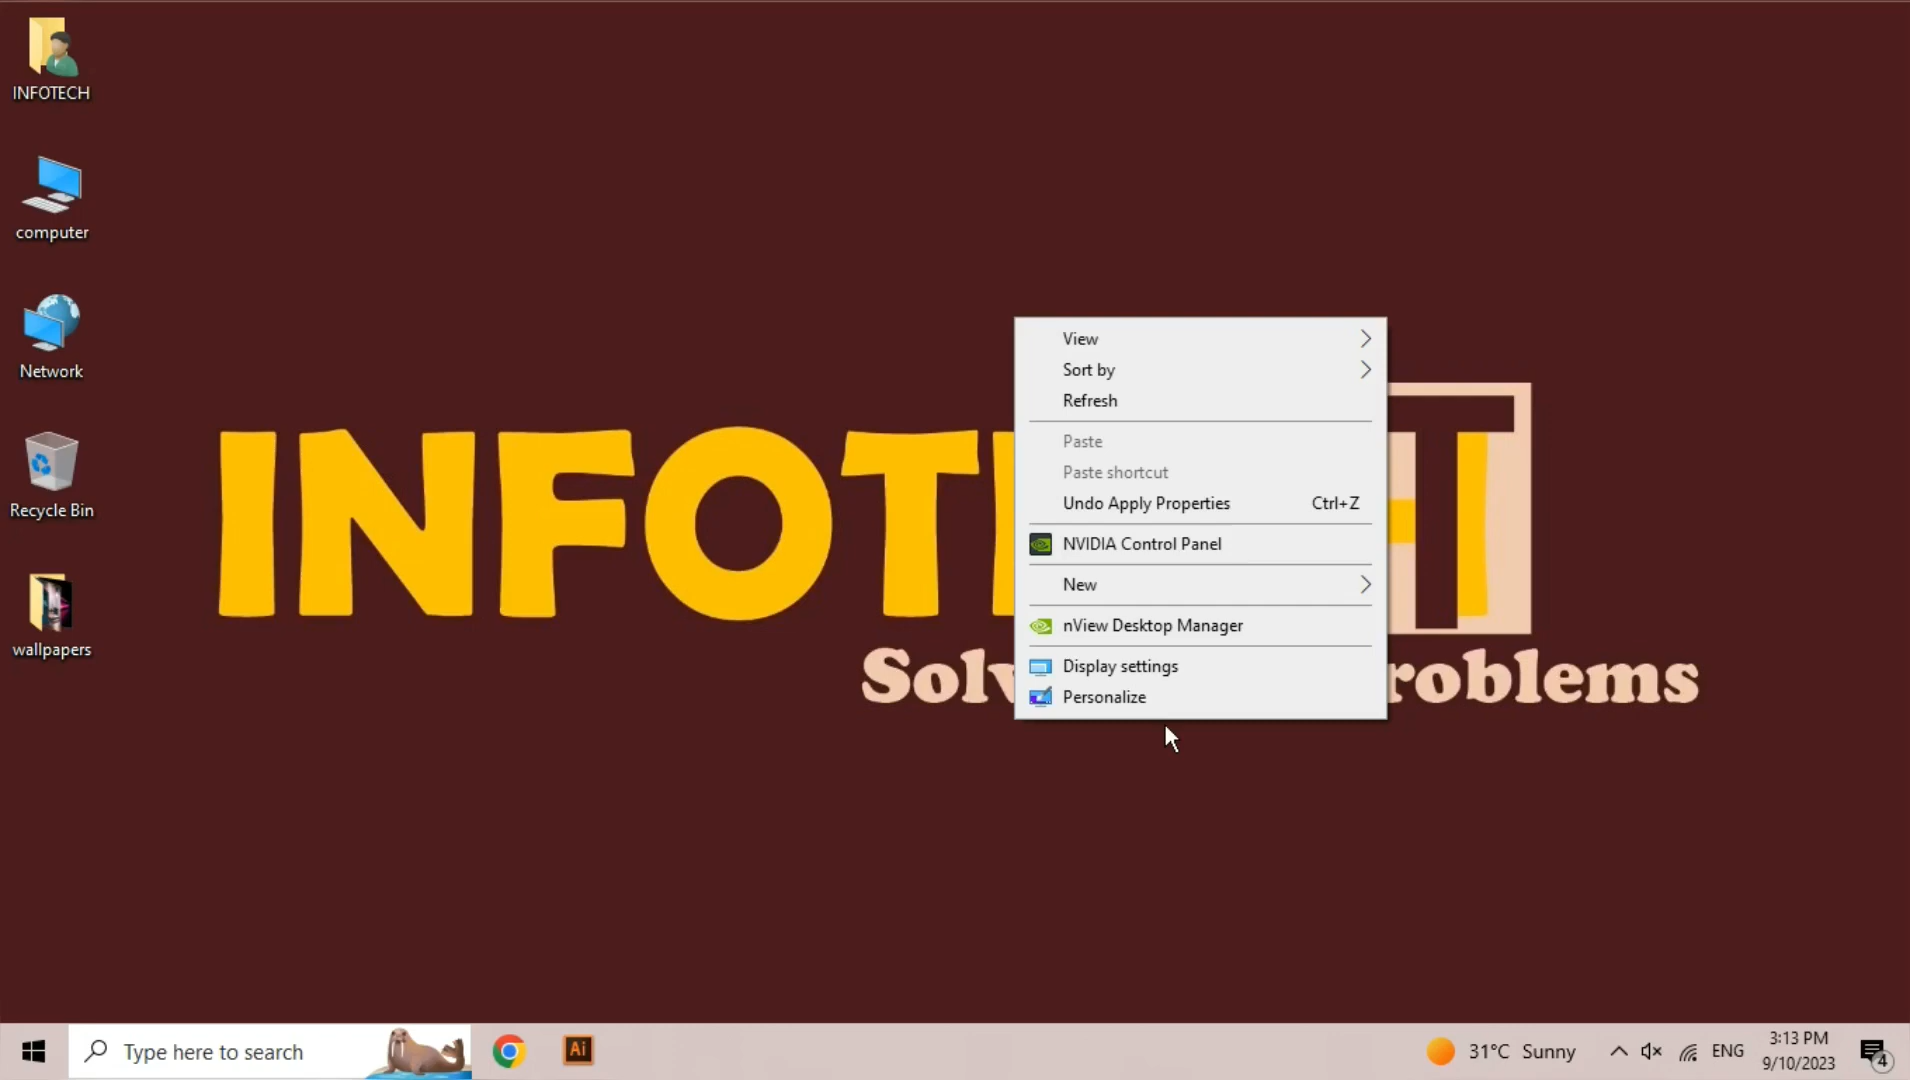 INFOTECH
computer
Network
Recycle Bin
wallpapers
INFOT
Solv
roblems
View
Sort by
Refresh
Paste
Paste shortcut
Undo Apply Properties Ctrl+Z
NVIDIA Control Panel
New
nView Desktop Manager
Display settings
Personalize
Type here to search
Ai
31°C Sunny
ENG
3:13 PM
9/10/2023
4